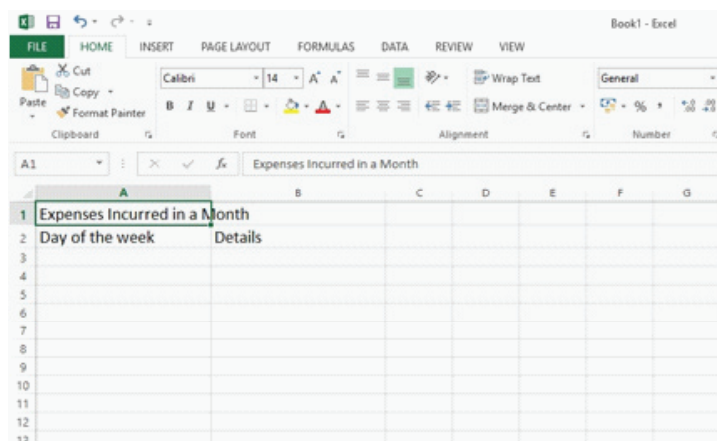 Book1 - Excel
FILE HOME INSERT PAGE LAYOUT FORMULAS DATA REVIEW VIEW
Cut
Copy
Format Painter
Paste
Calibri 14 A A
B I U A
Wrap Text
Merge & Center
General
%
Clipboard Font Alignment Number
A1 fx Expenses Incurred in a Month
A B C D E F G
1 Expenses Incurred in a Month
2 Day of the week Details
3
4
5
6
7
8
9
10
11
12
13